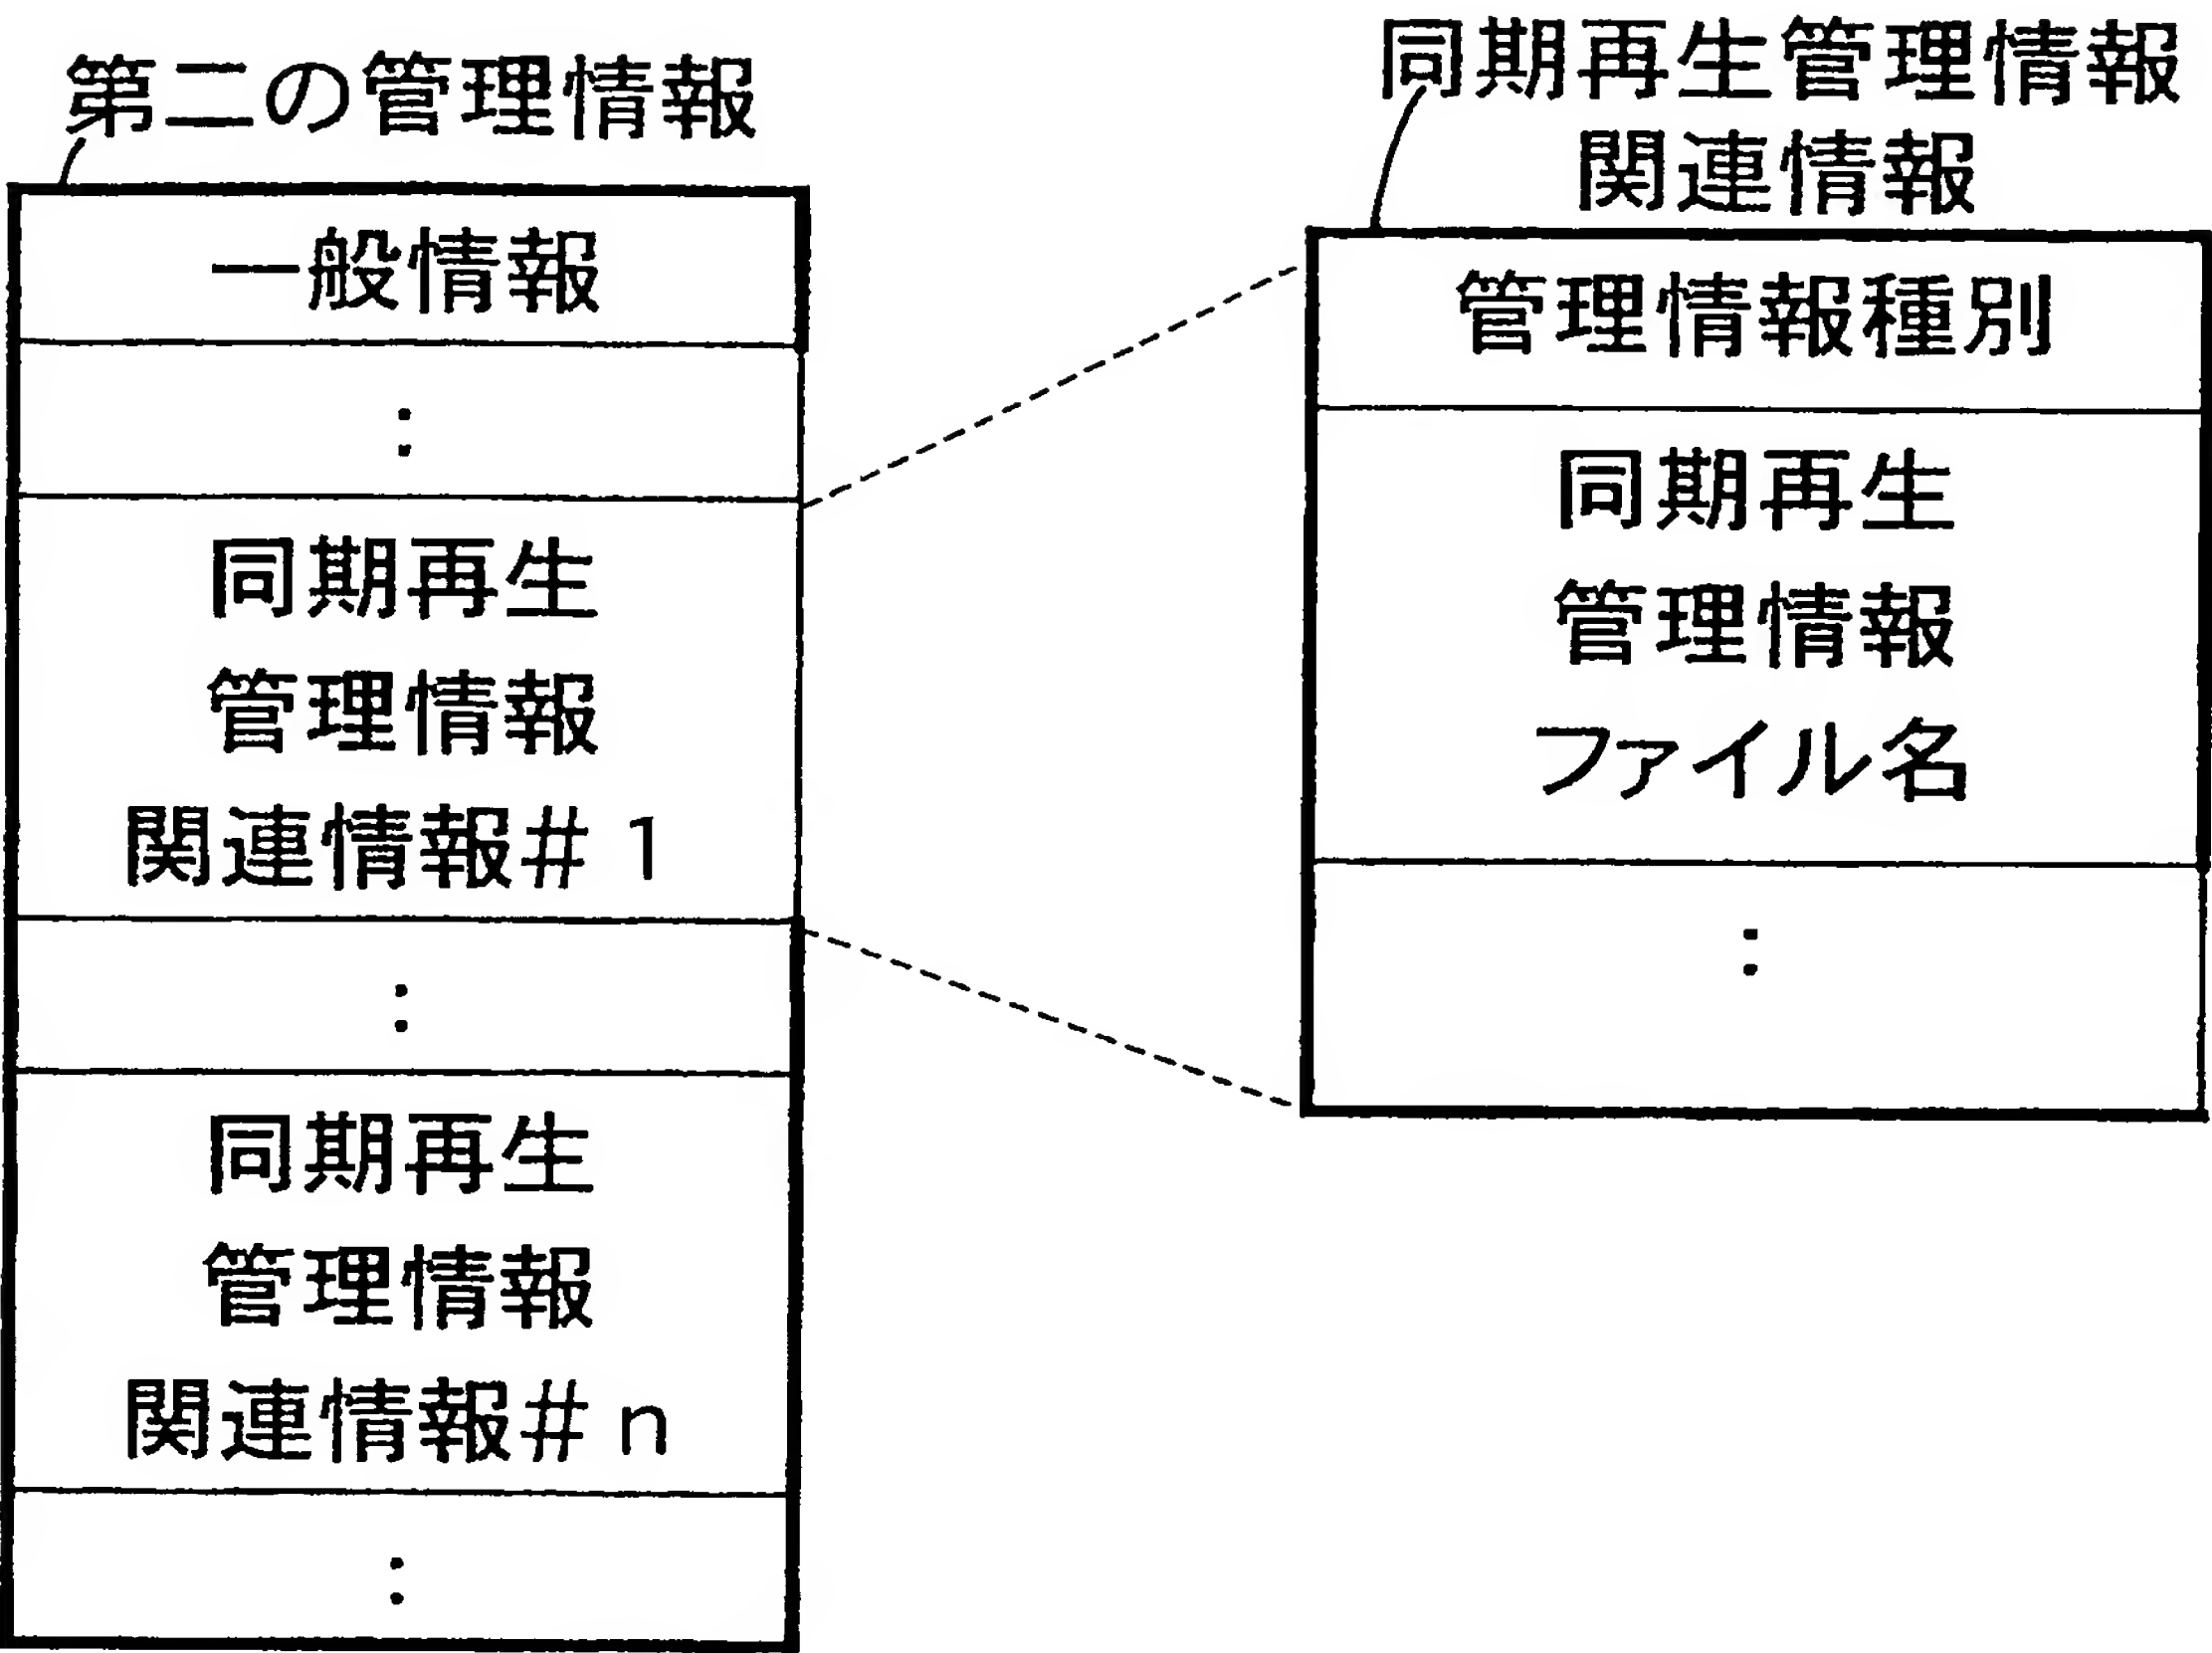 第二の管理情報
一般情報
:
同期再生
管理情報
関連情報#1
:
同期再生
管理情報
関連情報#n
:
同期再生管理情報
関連情報
管理情報種別
同期再生
管理情報
ファイル名
: